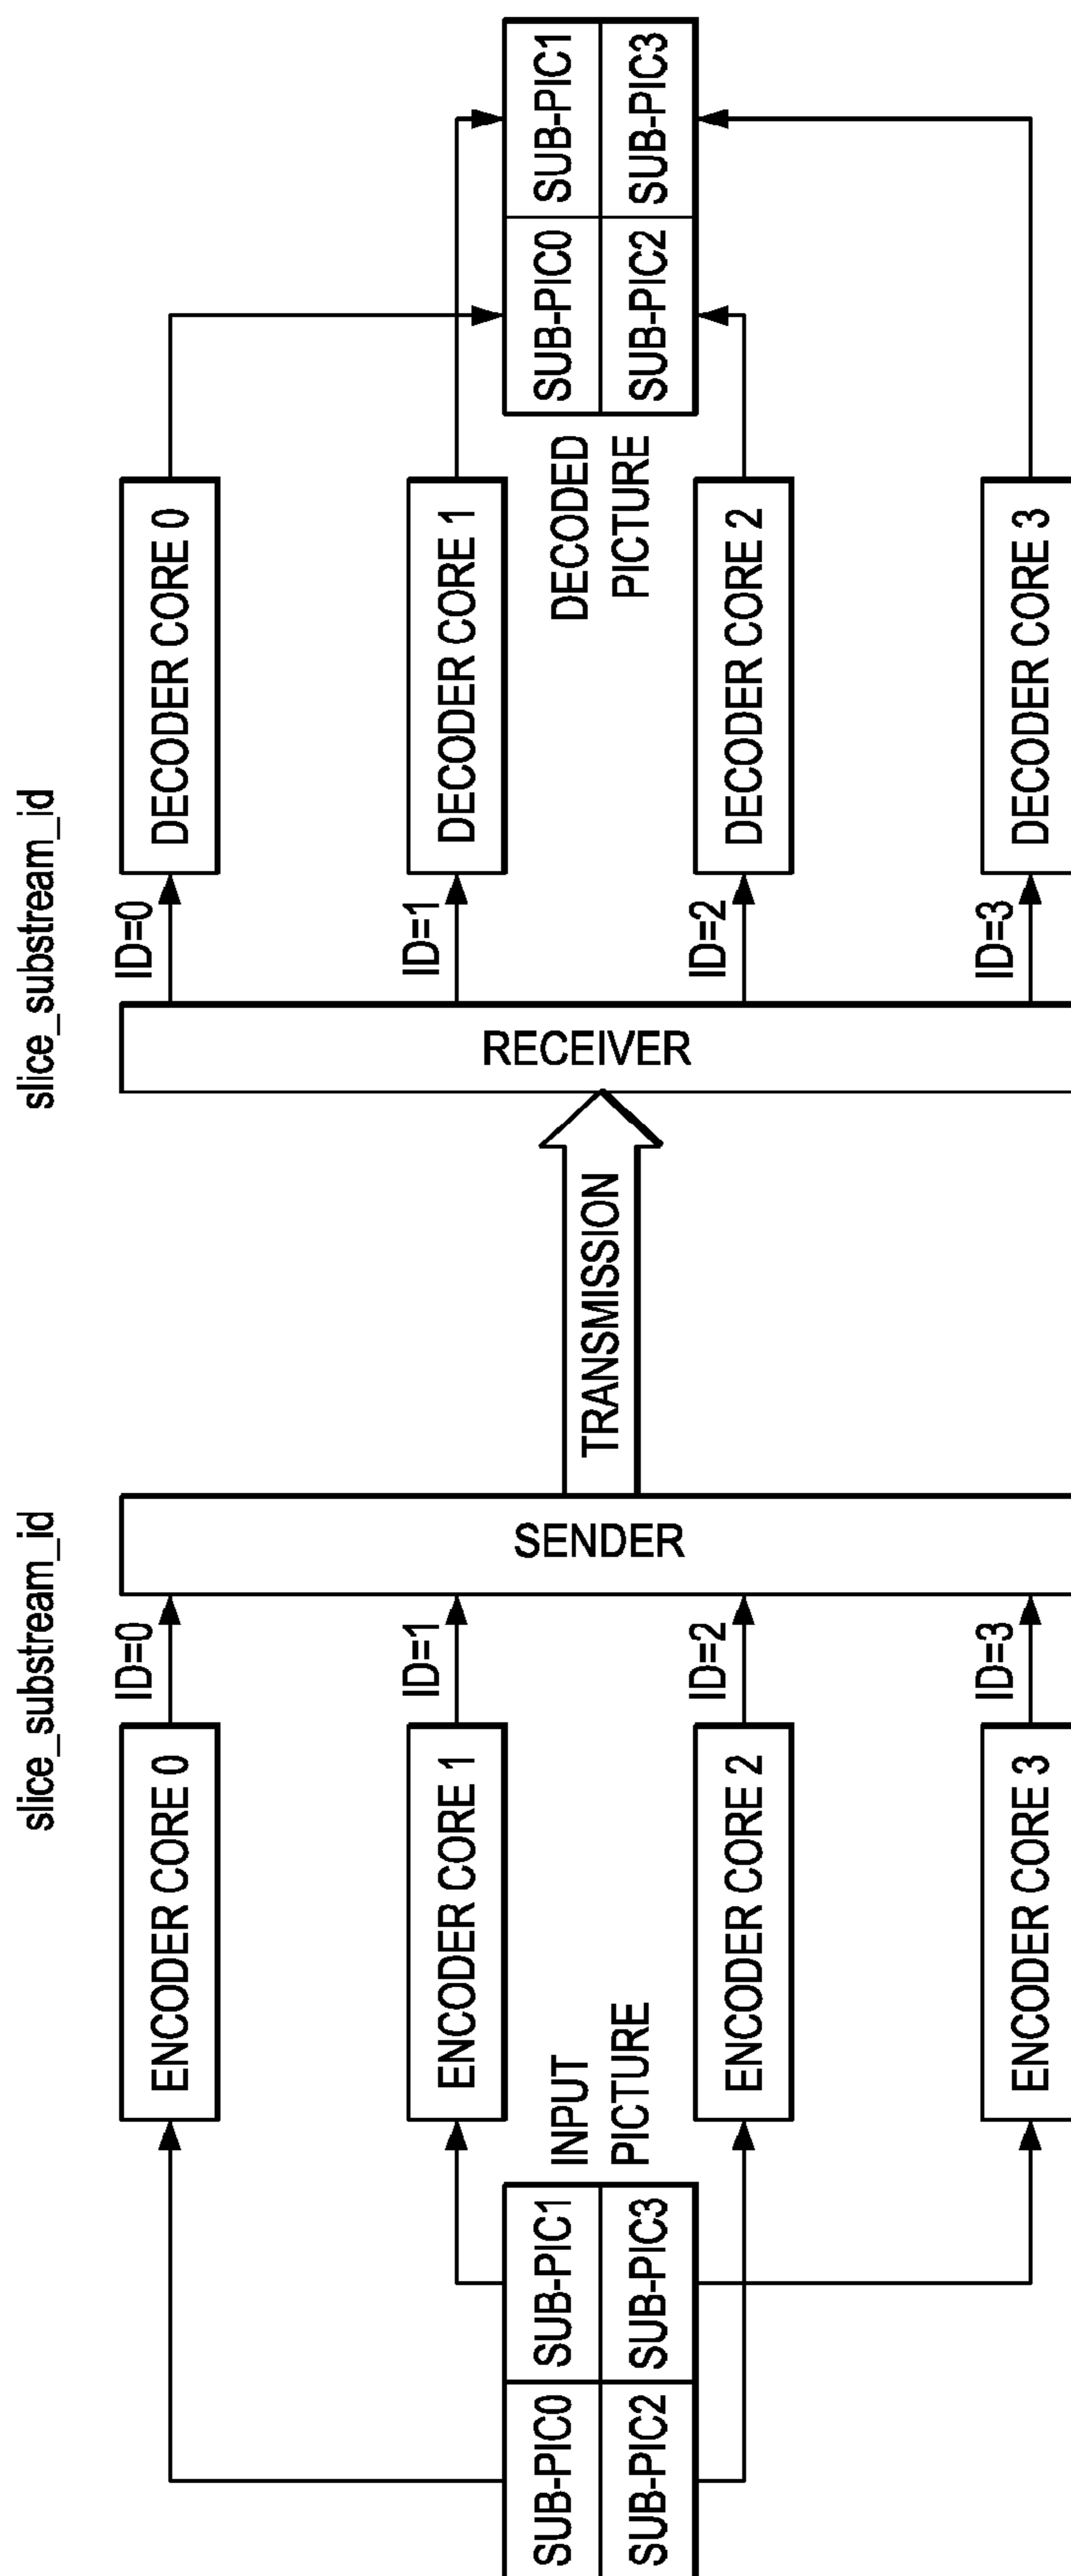 slice_substream_id
slice_substream_id
ENCODER CORE 0
ID=0
ID=0
DECODER CORE 0
ENCODER CORE 1
ID=1
ID=1
DECODER CORE 1
SUB-PIC0
SUB-PIC1
SUB-PIC2
SUB-PIC3
INPUT
PICTURE
SENDER
TRANSMISSION
RECEIVER
DECODED
PICTURE
SUB-PIC0
SUB-PIC1
SUB-PIC2
SUB-PIC3
ENCODER CORE 2
ID=2
ID=2
DECODER CORE 2
ENCODER CORE 3
ID=3
ID=3
DECODER CORE 3